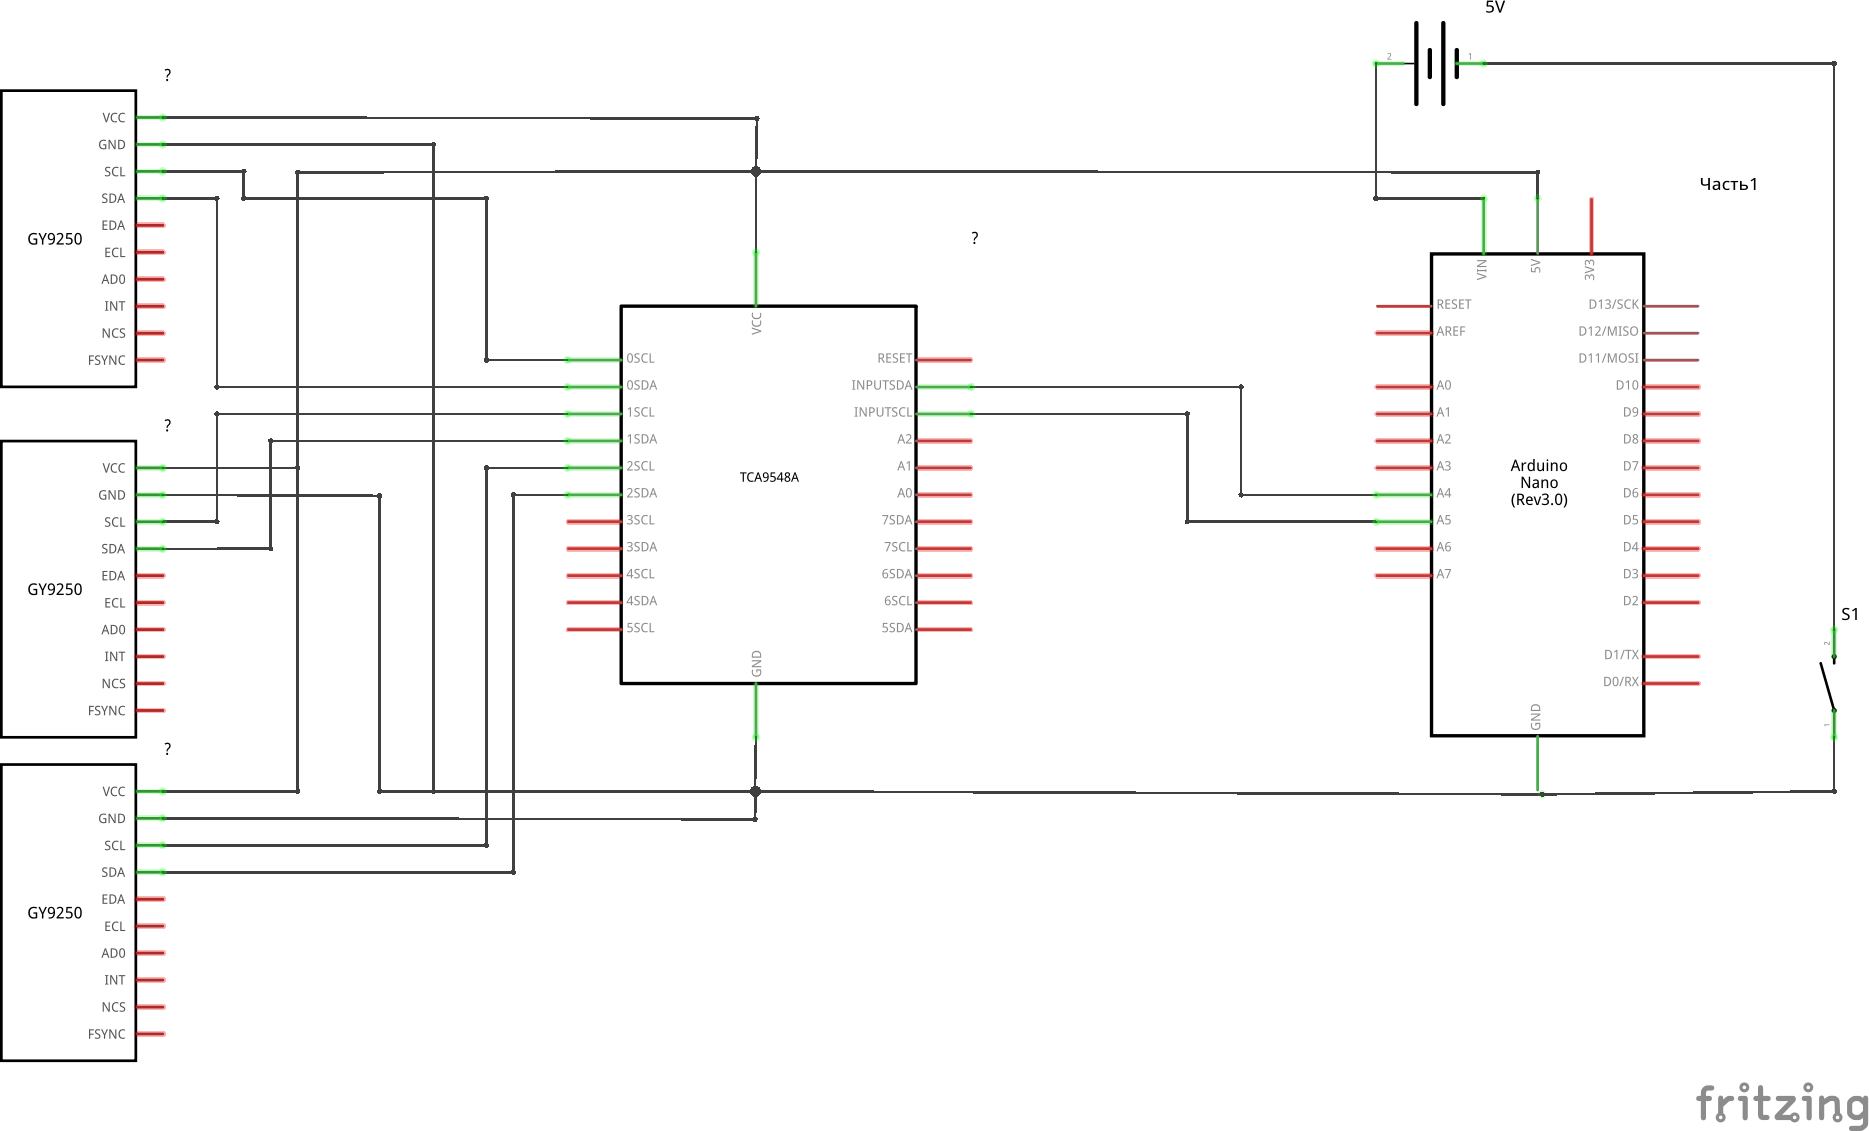 5V
2
1
?
VCC
GND
SCL
SDA
EDA
ECL
AD0
INT
NCS
FSYNC
GY9250
?
VCC
GND
SCL
SDA
EDA
ECL
AD0
INT
NCS
FSYNC
GY9250
?
VCC
GND
SCL
SDA
EDA
ECL
AD0
INT
NCS
FSYNC
GY9250
?
VCC
0SCL
0SDA
1SCL
1SDA
2SCL
2SDA
3SCL
3SDA
4SCL
4SDA
5SCL
TCA9548A
RESET
INPUTSDA
INPUTSCL
A2
A1
A0
7SDA
7SCL
6SDA
6SCL
5SDA
GND
Часть1
VIN
5V
3V3
RESET
AREF
A0
A1
A2
A3
A4
A5
A6
A7
Arduino
Nano
(Rev3.0)
D13/SCK
D12/MISO
D11/MOSI
D10
D9
D8
D7
D6
D5
D4
D3
D2
D1/TX
D0/RX
GND
S1
2
1
fritzing